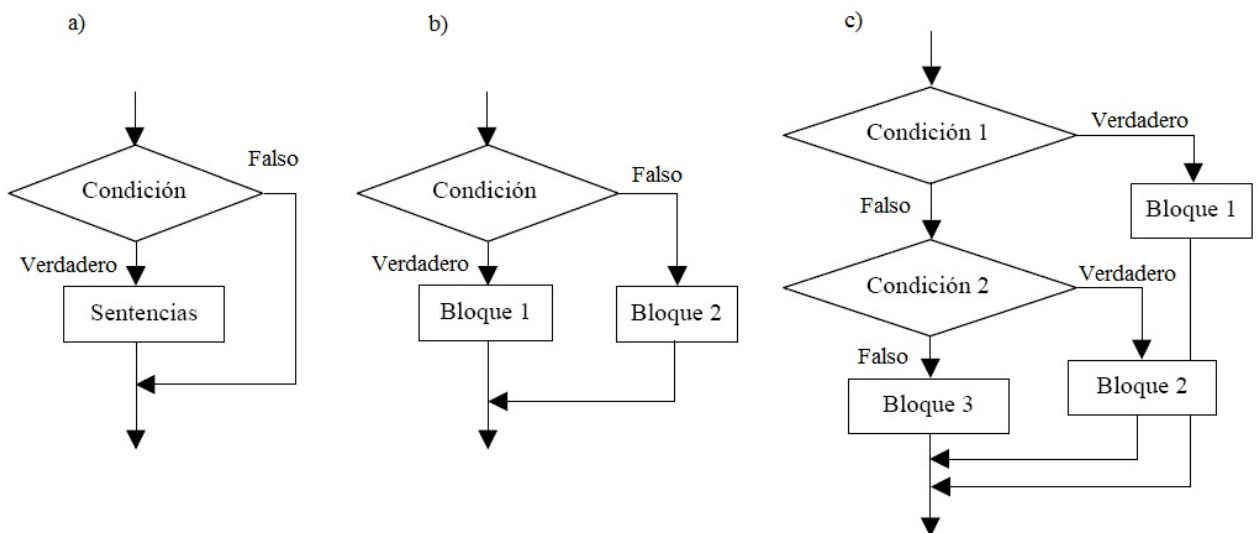 a)
Condición
Falso
Verdadero
Sentencias
b)
Condición
Falso
Verdadero
Bloque 1
Bloque 2
c)
Condición 1
Verdadero
Falso
Bloque 1
Condición 2
Verdadero
Falso
Bloque 2
Bloque 3